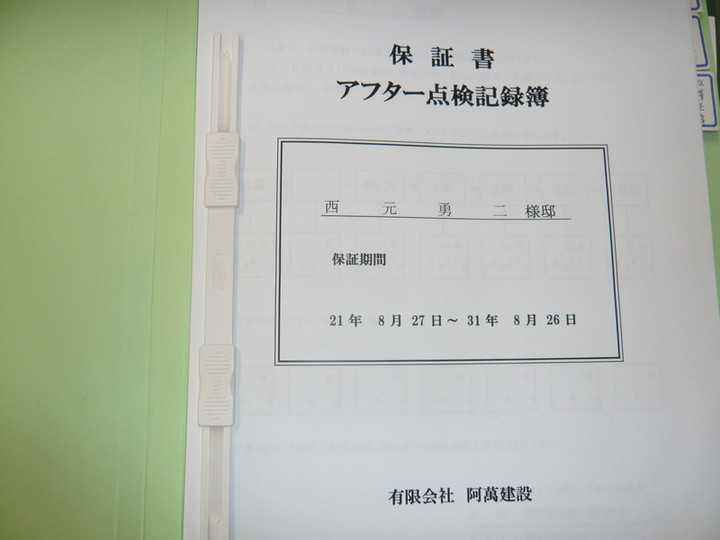 保証書
アフター点検記録簿
西 元 勇 二 様邸
保証期間
21年 8月 27日～ 31年 8月 26日
有限会社 阿萬建設